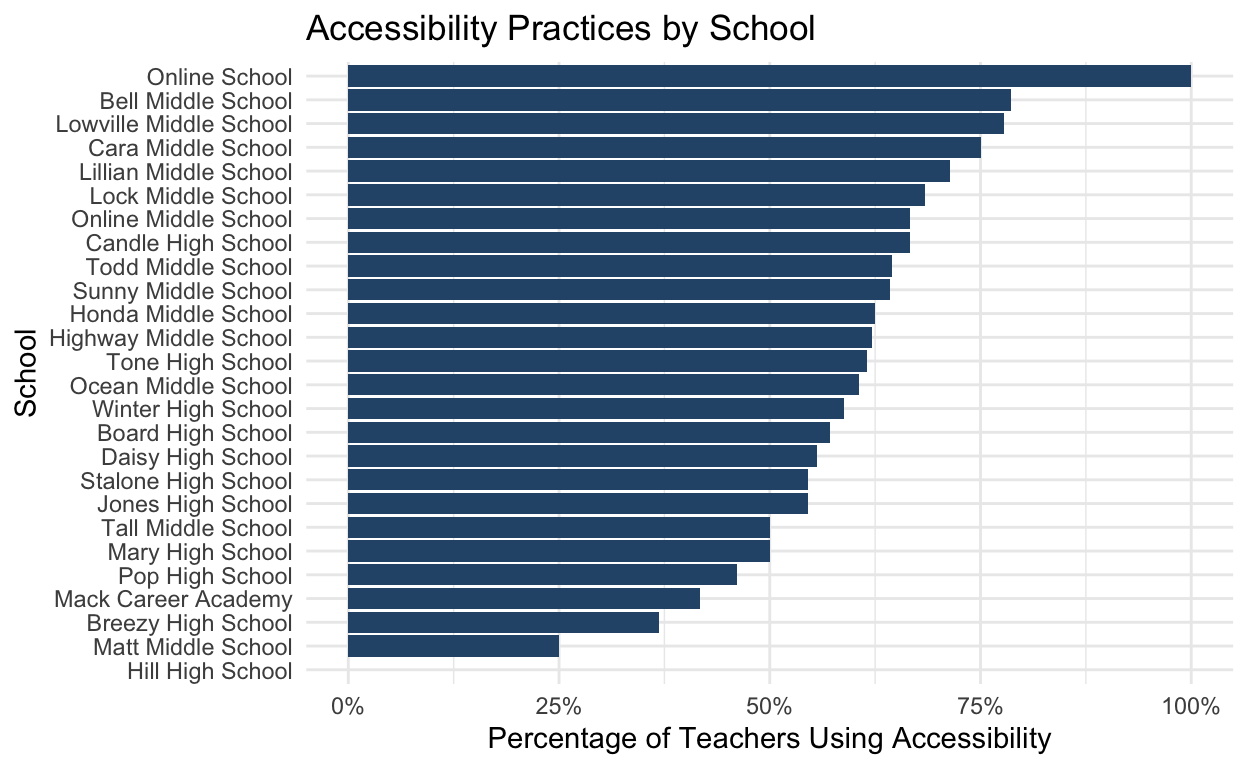 Accessibility Practices by School
School
Online School
Bell Middle School
Lowville Middle School
Cara Middle School
Lillian Middle School
Lock Middle School
Online Middle School
Candle High School
Todd Middle School
Sunny Middle School
Honda Middle School
Highway Middle School
Tone High School
Ocean Middle School
Winter High School
Board High School
Daisy High School
Stalone High School
Jones High School
Tall Middle School
Mary High School
Pop High School
Mack Career Academy
Breezy High School
Matt Middle School
Hill High School
0% 25% 50% 75% 100%
Percentage of Teachers Using Accessibility